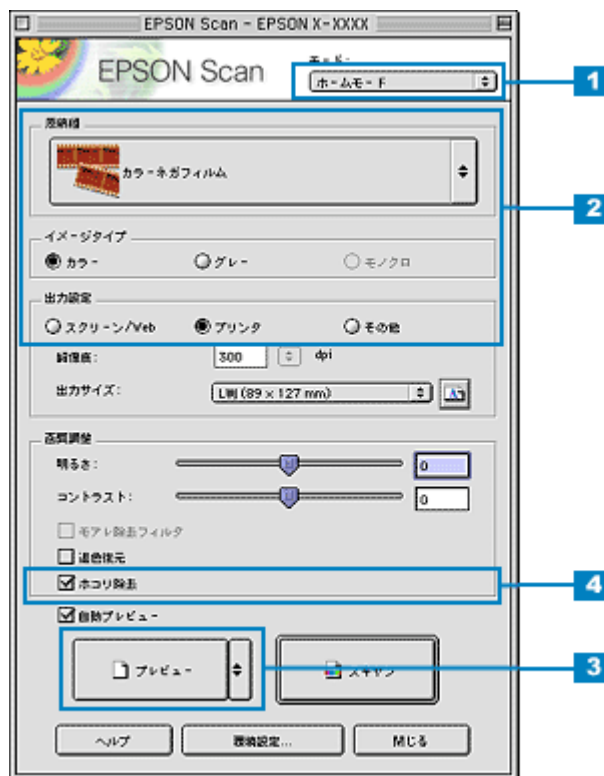 EPSON Scan - EPSON X-XXXX
EPSON Scan
モード:
ホームモード
1
原稿種
カラーネガフィルム
2
イメージタイプ
カラー グレー モノクロ
出力設定
スクリーン/Web プリンタ その他
解像度: 300 dpi
出力サイズ: L判 (89 x 127 mm)
画質調整
明るさ: 0
コントラスト: 0
モアレ除去フィルタ
退色復元
ホコリ除去
4
自動プレビュー
プレビュー スキャン
3
ヘルプ 環境設定... 閉じる